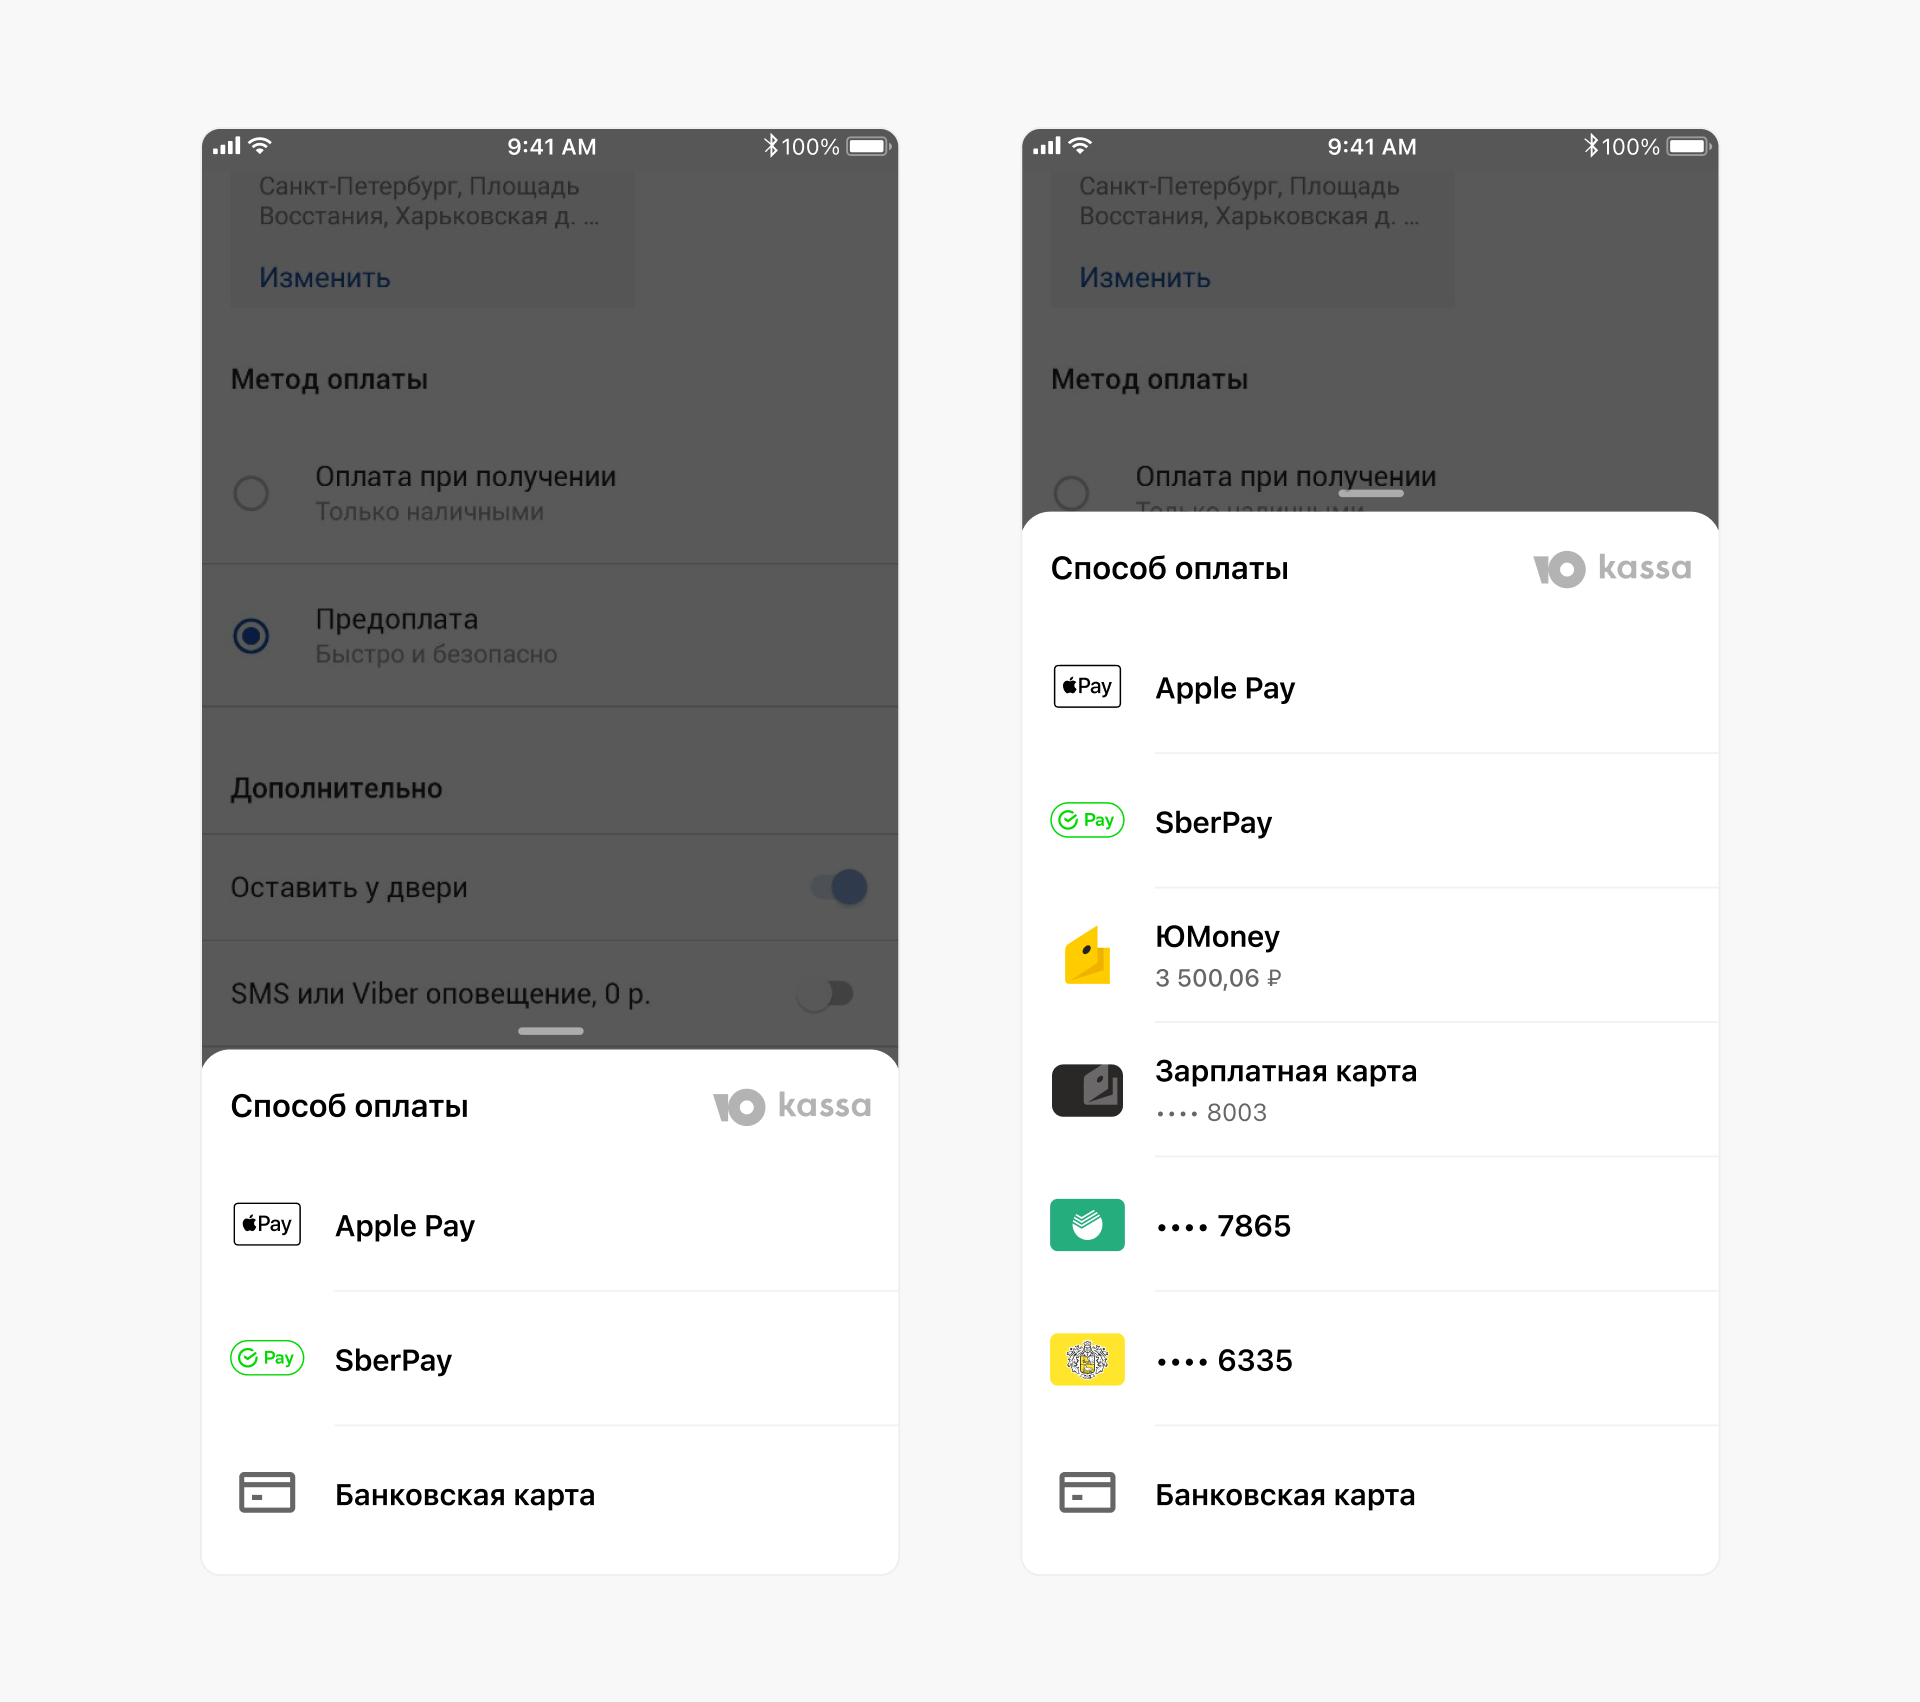 9:41 AM
100%
Санкт-Петербург, Площадь
Восстания, Харьковская д. ...
Изменить
Метод оплаты
Оплата при получении
Только наличными
Предоплата
Быстро и безопасно
Дополнительно
Оставить у двери
SMS или Viber оповещение, 0 р.
Способ оплаты
Ю kassa
Pay
Apple Pay
Pay
SberPay
Банковская карта
9:41 AM
100%
Санкт-Петербург, Площадь
Восстания, Харьковская д. ...
Изменить
Метод оплаты
Оплата при получении
Только наличными
Способ оплаты
Ю kassa
Pay
Apple Pay
Pay
SberPay
ЮMoney
3 500,06 ₽
Зарплатная карта
•••• 8003
•••• 7865
•••• 6335
Банковская карта